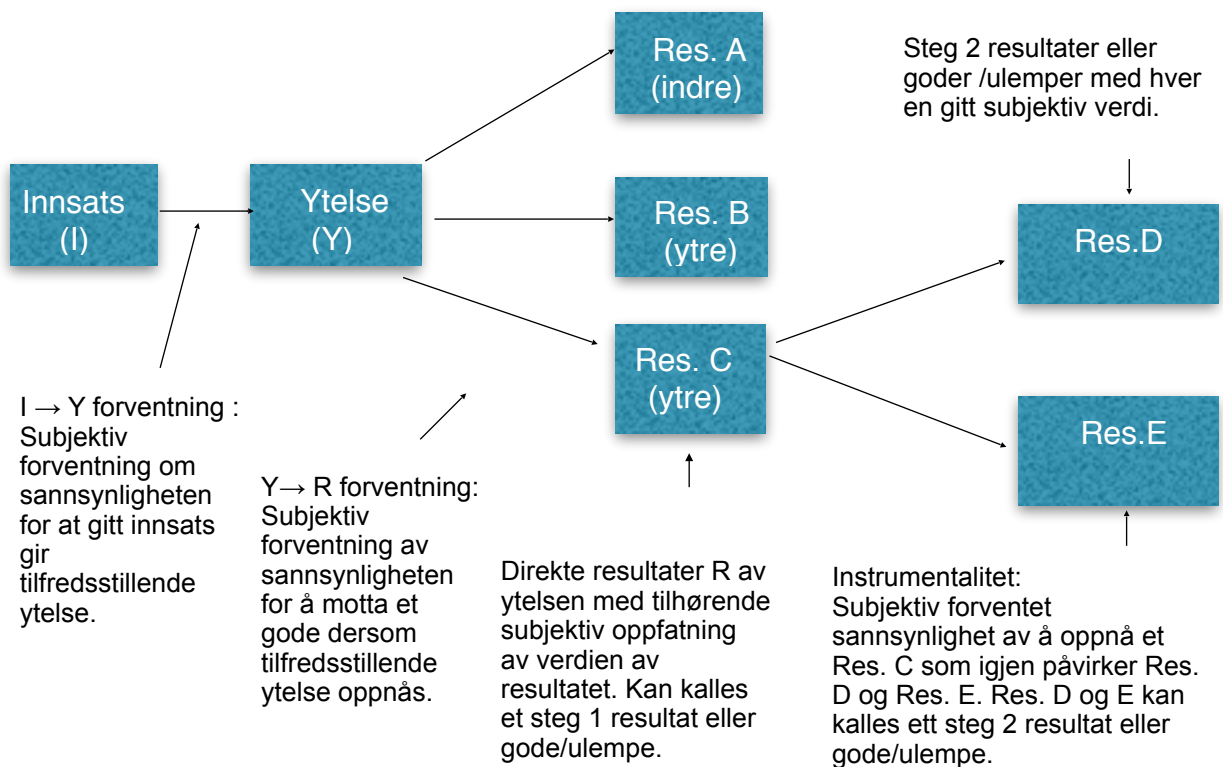 Res. A
(indre)
Steg 2 resultater eller
goder /ulemper med hver
en gitt subjektiv verdi.
Innsats
(I)
Ytelse
(Y)
Res. B
(ytre)
Res.D
Res. C
(ytre)
Res.E
I → Y forventning :
Subjektiv
forventning om
sannsynligheten
for at gitt innsats
gir
tilfredsstillende
ytelse.
Y→ R forventning:
Subjektiv
forventning av
sannsynligheten
for å motta et
gode dersom
tilfredsstillende
ytelse oppnås.
Direkte resultater R av
ytelsen med tilhørende
subjektiv oppfatning
av verdien av
resultatet. Kan kalles
et steg 1 resultat eller
gode/ulempe.
Instrumentalitet:
Subjektiv forventet
sannsynlighet av å oppnå et
Res. C som igjen påvirker Res.
D og Res. E. Res. D og E kan
kalles ett steg 2 resultat eller
gode/ulempe.